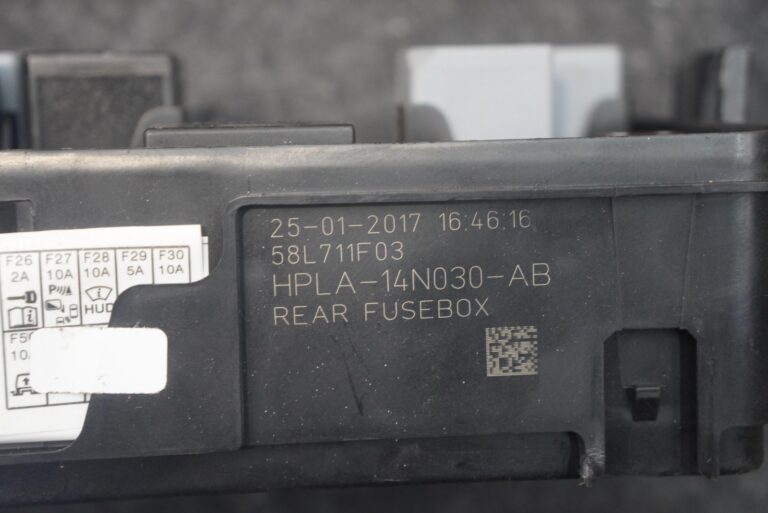 25-01-2017 16:46:16
58L711F03
HPLA-14N030-AB
REAR FUSEBOX
F26 F27 F28 F29 F30
2A 10A 10A 5A 10A
HUD